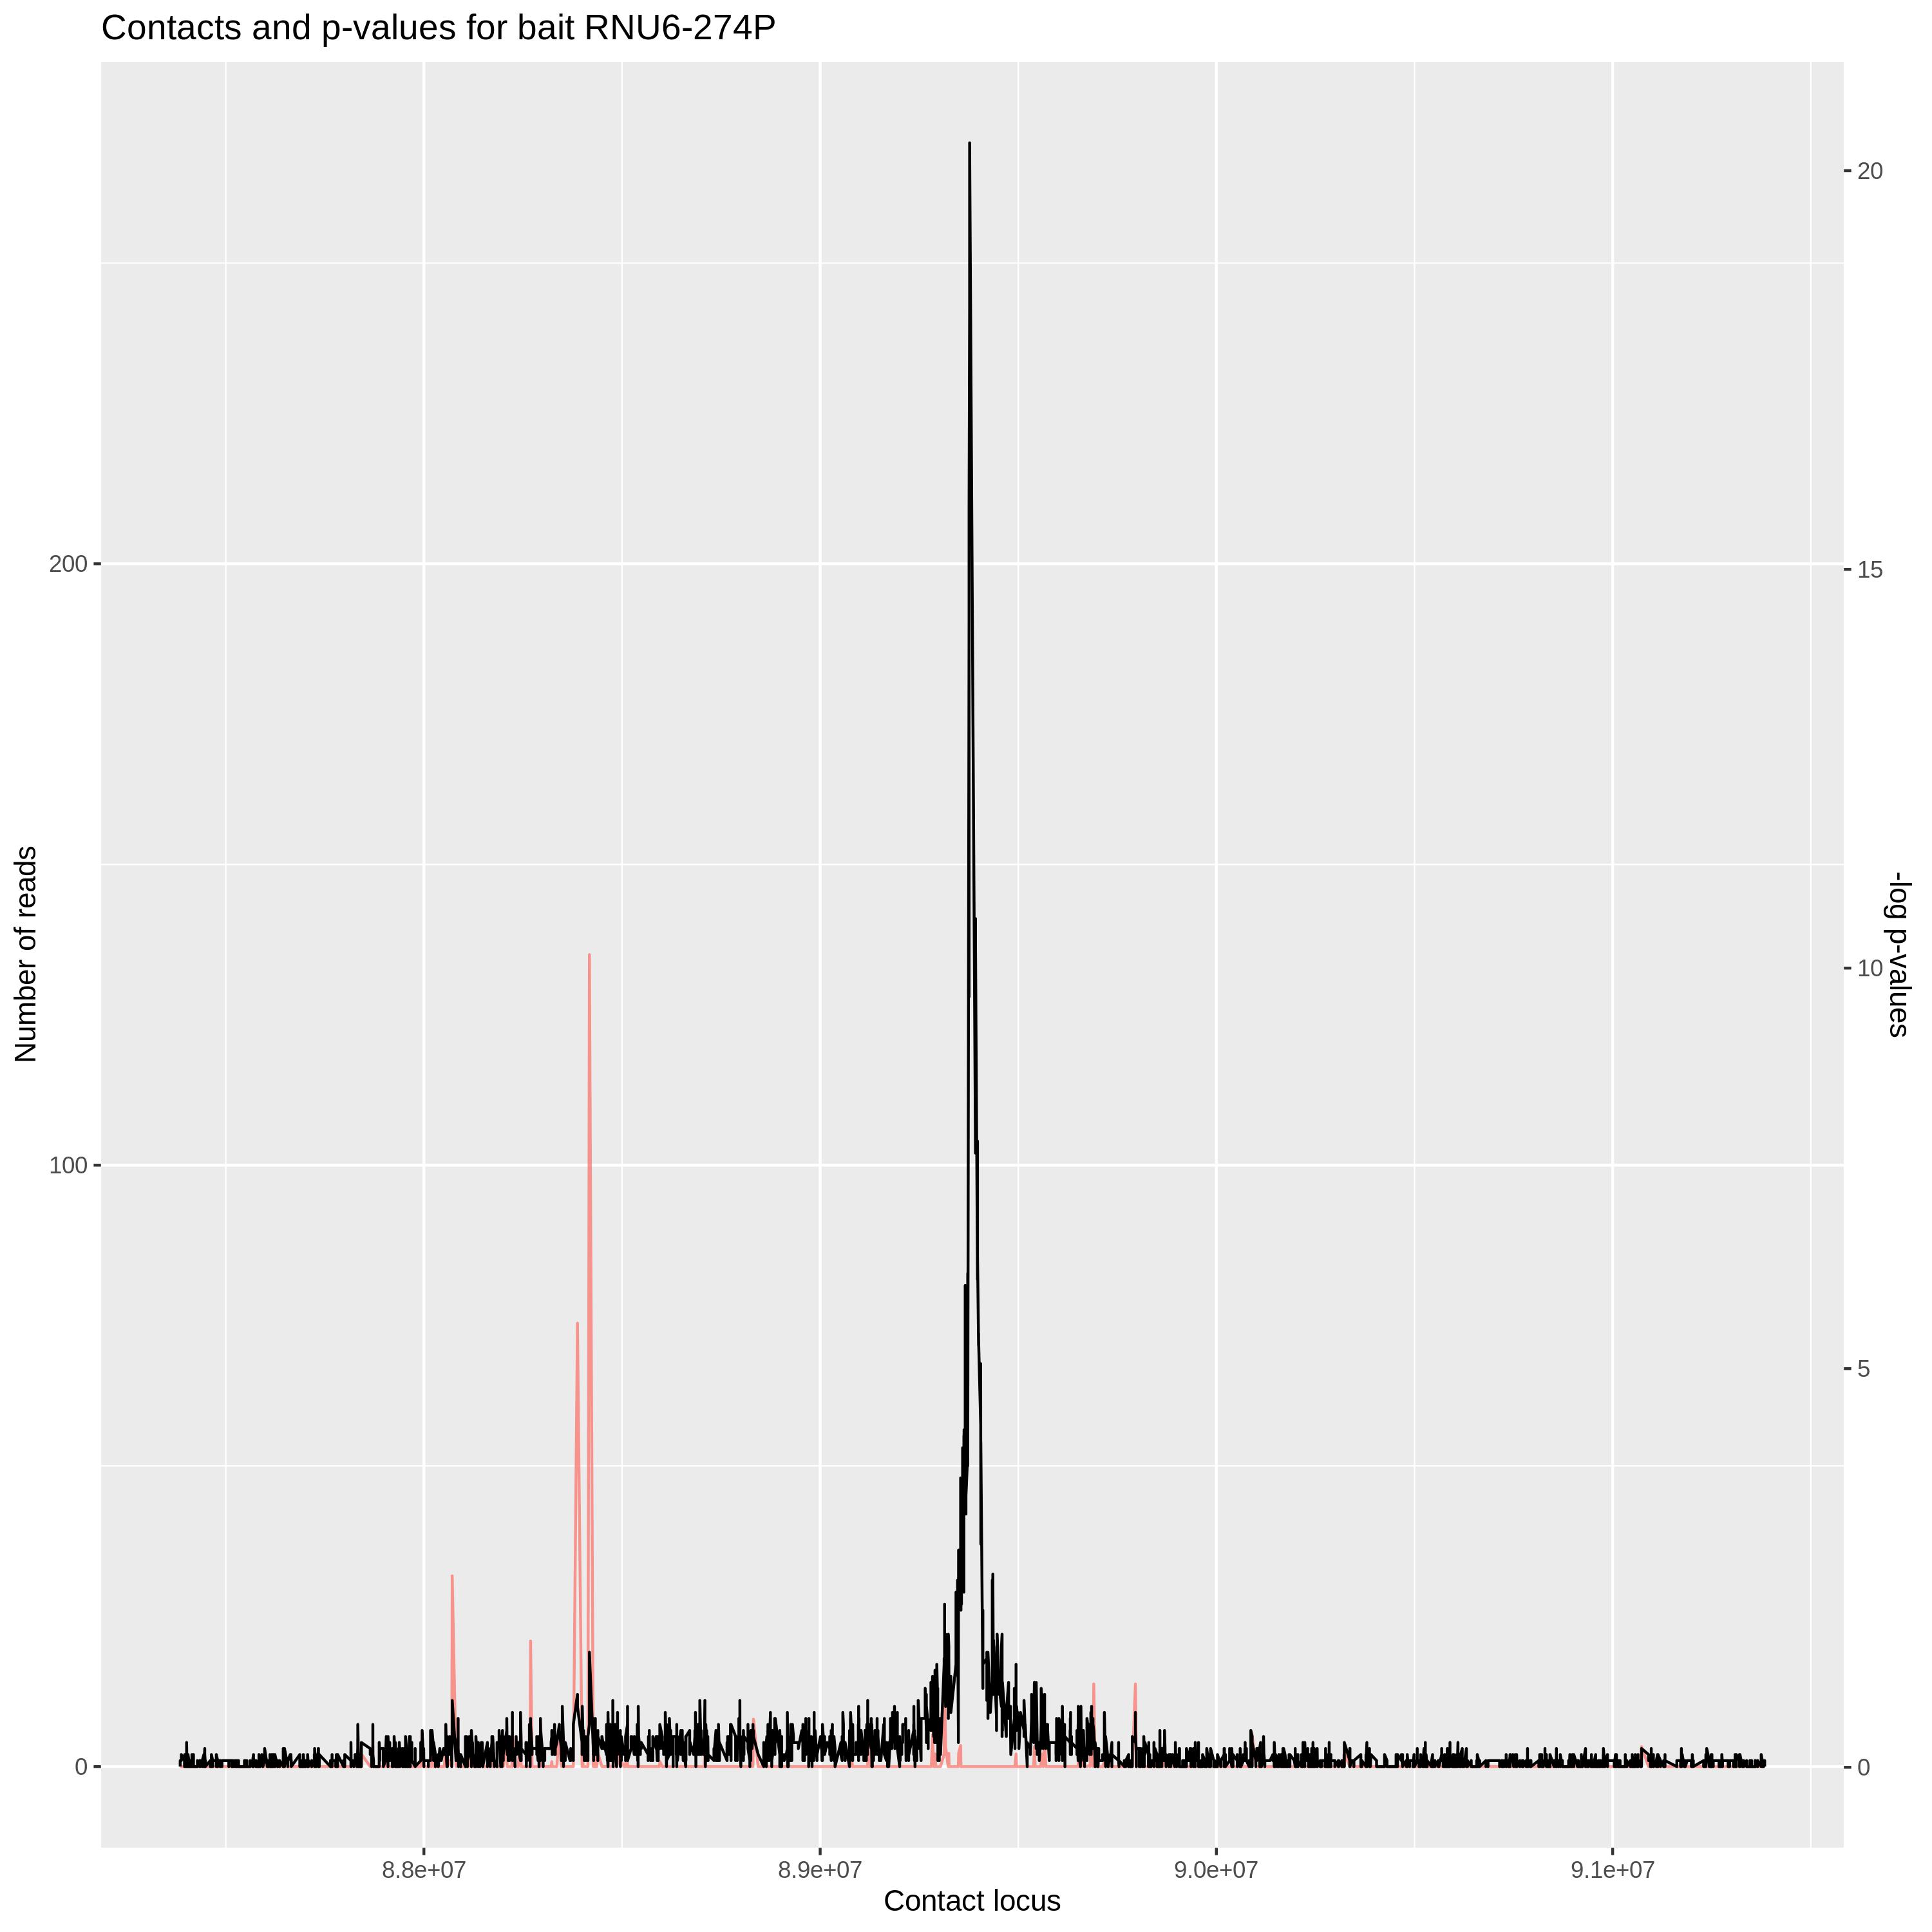 Contacts and p-values for bait RNU6-274P
Number of reads
200
100
0
20
15
10
5
0
-log p-values
8.8e+07
8.9e+07
9.0e+07
9.1e+07
Contact locus